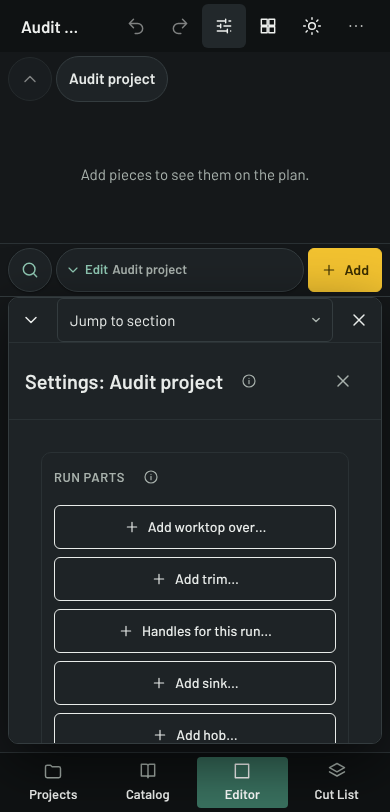 Audit ...
Audit project
Add pieces to see them on the plan.
Edit Audit project
+ Add
Jump to section
Settings: Audit project
RUN PARTS
+ Add worktop over...
+ Add trim...
+ Handles for this run...
+ Add sink...
+ Add hob...
Projects
Catalog
Editor
Cut List